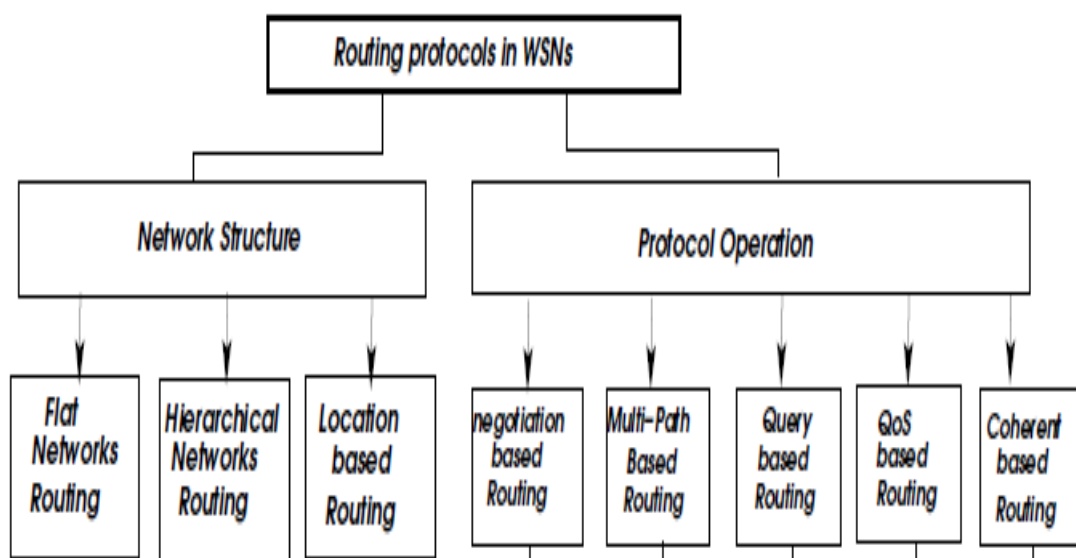 Routing protocols in WSNs
Network Structure
Protocol Operation
Flat
Networks
Routing
Hierarchical
Networks
Routing
Location
based
Routing
negotiation
based
Routing
Multi-Path
Based
Routing
Query
based
Routing
QoS
based
Routing
Coherent
based
Routing